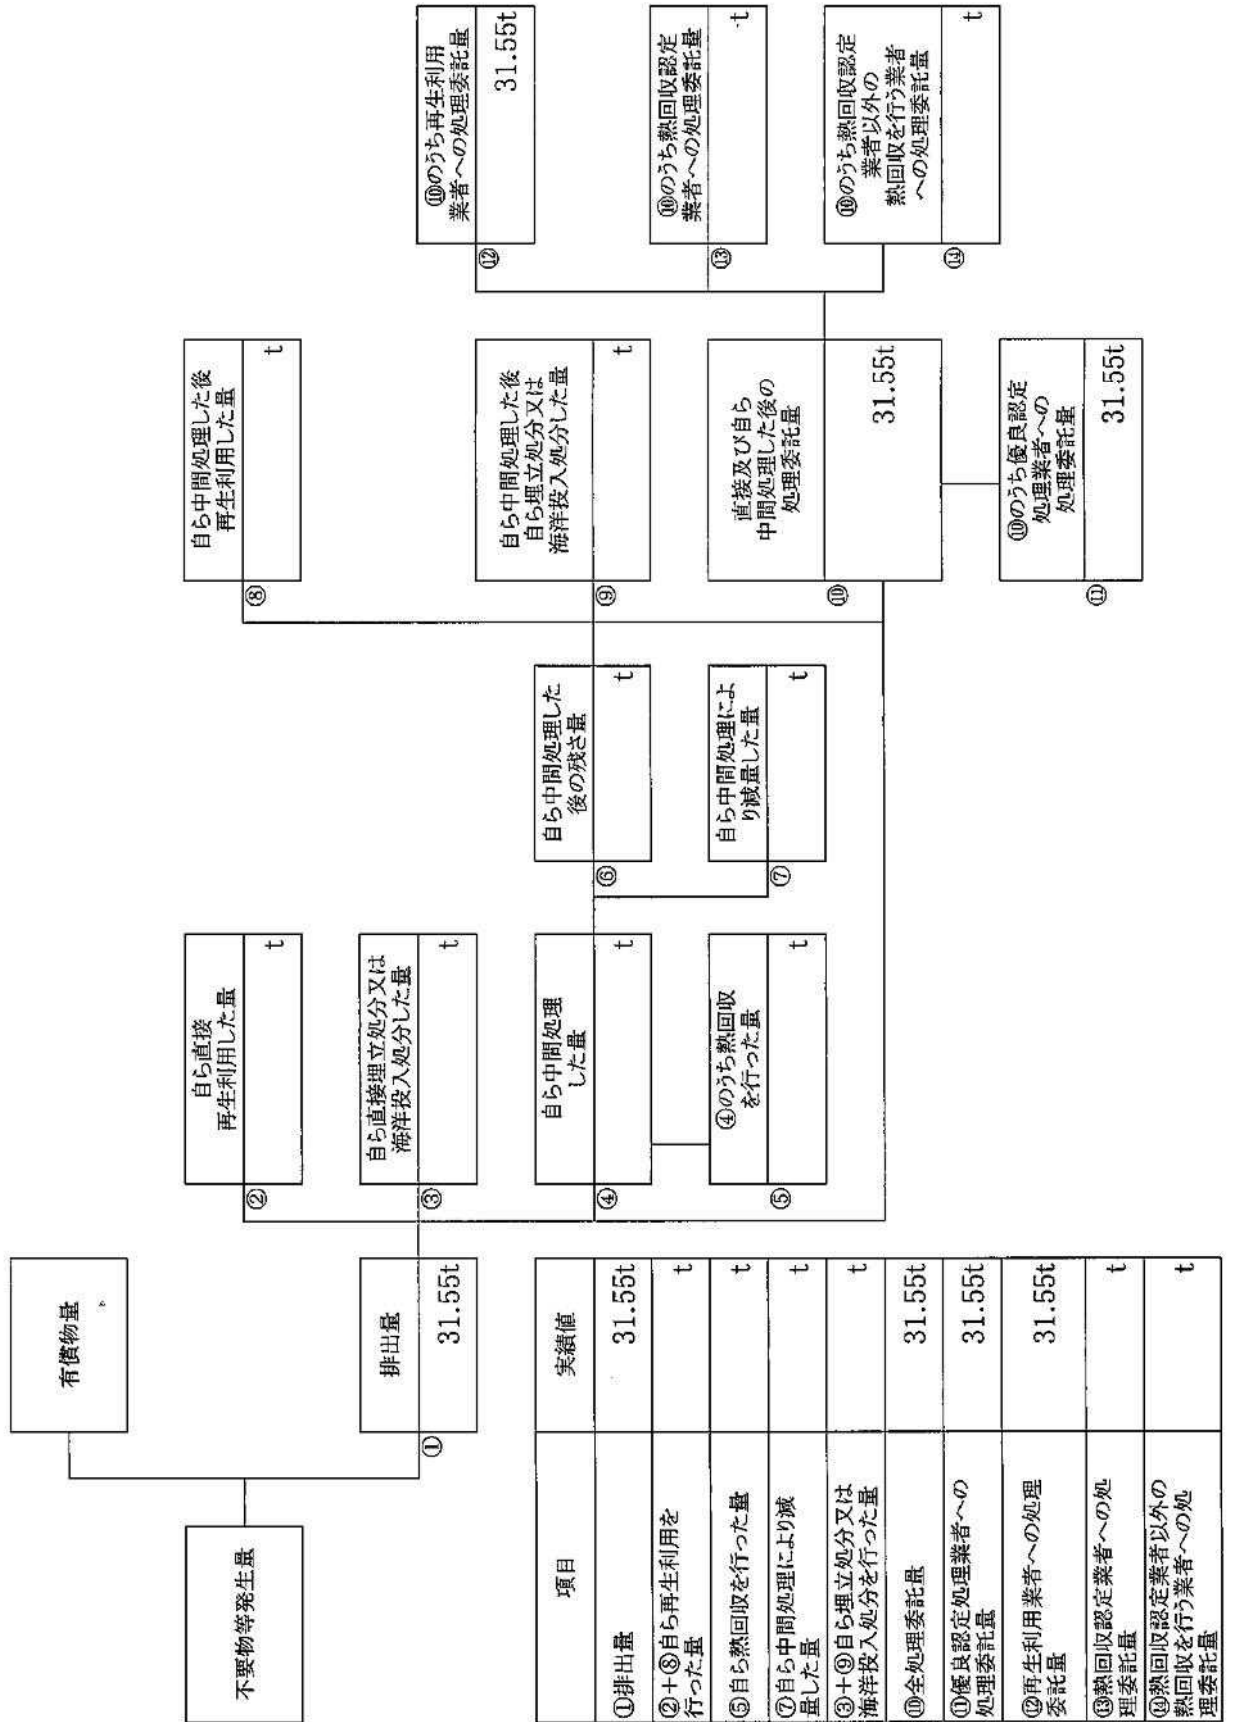 不要物等発生量
有償物量
排出量
①
31.55t
自ら直接
再生利用した量
②
t
自ら直接埋立処分又は
海洋投入処分した量
③
t
自ら中間処理
した量
④
t
④のうち熱回収
を行った量
⑤
t
自ら中間処理した
後の残さ量
⑥
t
自ら中間処理によ
り減量した量
⑦
t
自ら中間処理した後
再生利用した量
⑧
t
自ら中間処理した後
自ら埋立処分又は
海洋投入処分した量
⑨
t
直接及び自ら
中間処理した後の
処理委託量
⑩
31.55t
⑩のうち優良認定
処理業者への
処理委託量
⑪
31.55t
⑩のうち再生利用
業者への処理委託量
⑫
31.55t
⑩のうち熱回収認定
業者への処理委託量
⑬
t
⑩のうち熱回収認定
業者以外の
熱回収を行う業者
への処理委託量
⑭
t
項目 実績値
①排出量 31.55t
②+⑧自ら再生利用を
行った量 t
⑤自ら熱回収を行った量 t
⑦自ら中間処理により減
量した量 t
③+⑨自ら埋立処分又は
海洋投入処分を行った量 t
⑩全処理委託量 31.55t
⑪優良認定処理業者への
処理委託量 31.55t
⑫再生利用業者への処理
委託量 31.55t
⑬熱回収認定業者への処
理委託量 t
⑭熱回収認定業者以外の
熱回収を行う業者への処
理委託量 t